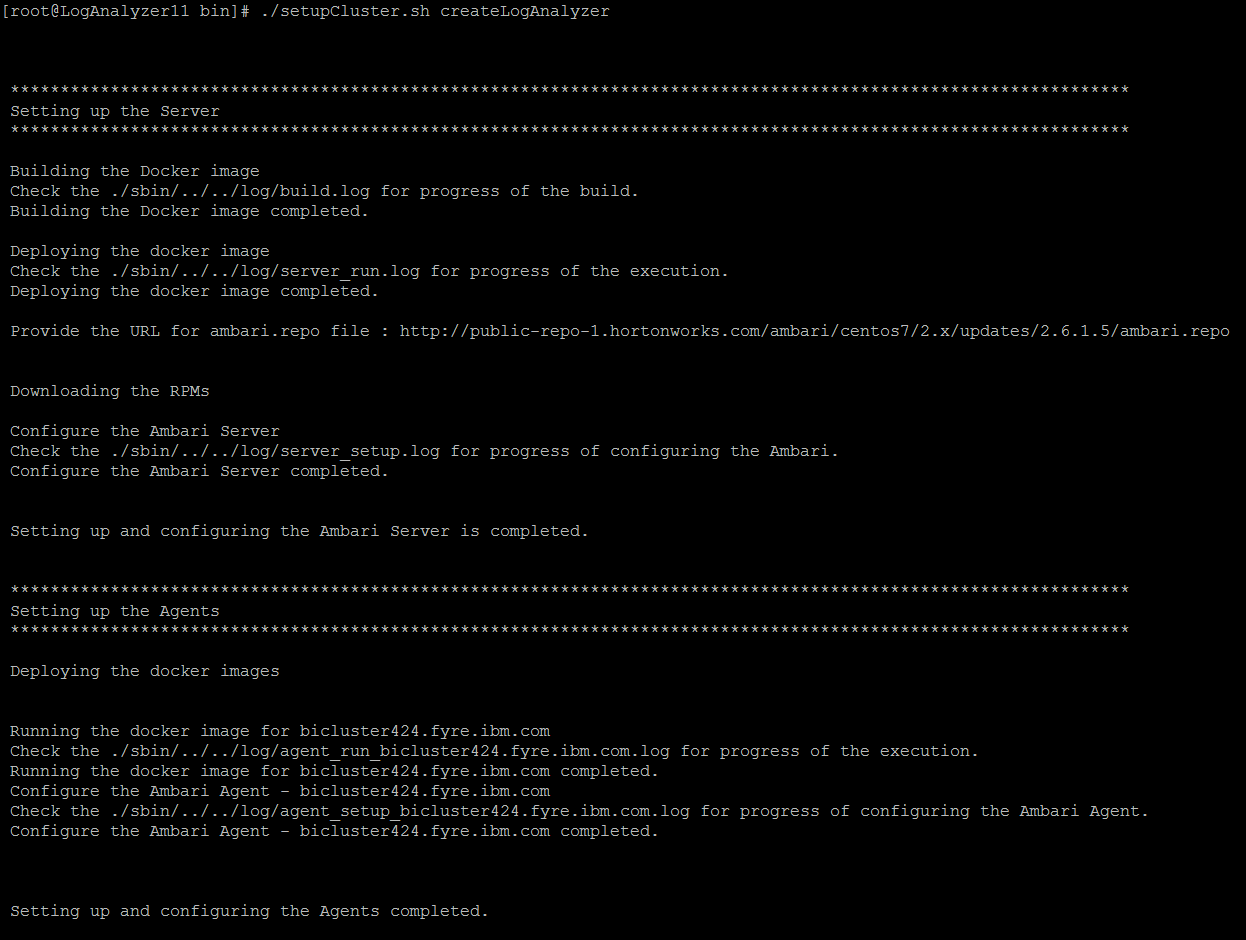 [root@LogAnalyzer11 bin]# ./setupCluster.sh createLogAnalyzer
****************************************************************************************************************
Setting up the Server
****************************************************************************************************************
Building the Docker image
Check the ./sbin/../../log/build.log for progress of the build.
Building the Docker image completed.
Deploying the docker image
Check the ./sbin/../../log/server_run.log for progress of the execution.
Deploying the docker image completed.
Provide the URL for ambari.repo file : http://public-repo-1.hortonworks.com/ambari/centos7/2.x/updates/2.6.1.5/ambari.repo
Downloading the RPMs
Configure the Ambari Server
Check the ./sbin/../../log/server_setup.log for progress of configuring the Ambari.
Configure the Ambari Server completed.
Setting up and configuring the Ambari Server is completed.
****************************************************************************************************************
Setting up the Agents
****************************************************************************************************************
Deploying the docker images
Running the docker image for bicluster424.fyre.ibm.com
Check the ./sbin/../../log/agent_run_bicluster424.fyre.ibm.com.log for progress of the execution.
Running the docker image for bicluster424.fyre.ibm.com completed.
Configure the Ambari Agent - bicluster424.fyre.ibm.com
Check the ./sbin/../../log/agent_setup_bicluster424.fyre.ibm.com.log for progress of configuring the Ambari Agent.
Configure the Ambari Agent - bicluster424.fyre.ibm.com completed.
Setting up and configuring the Agents completed.